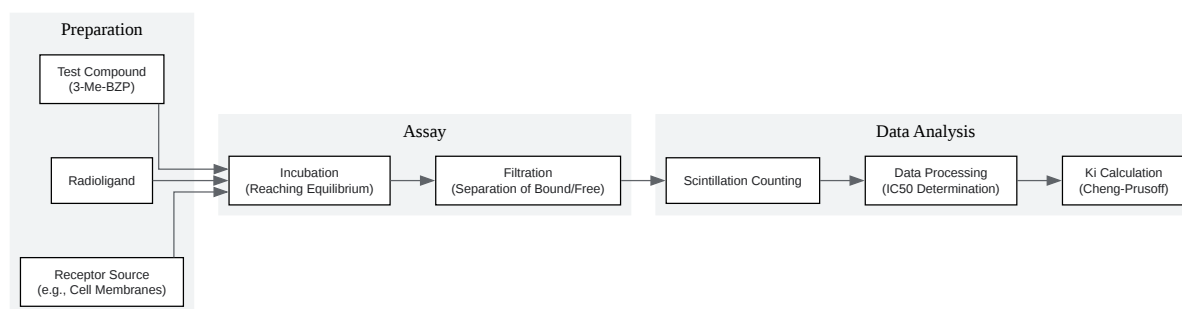 Preparation
Test Compound
(3-Me-BZP)
Radioligand
Receptor Source
(e.g., Cell Membranes)
Assay
Incubation
(Reaching Equilibrium)
Filtration
(Separation of Bound/Free)
Data Analysis
Scintillation Counting
Data Processing
(IC50 Determination)
Ki Calculation
(Cheng-Prusoff)